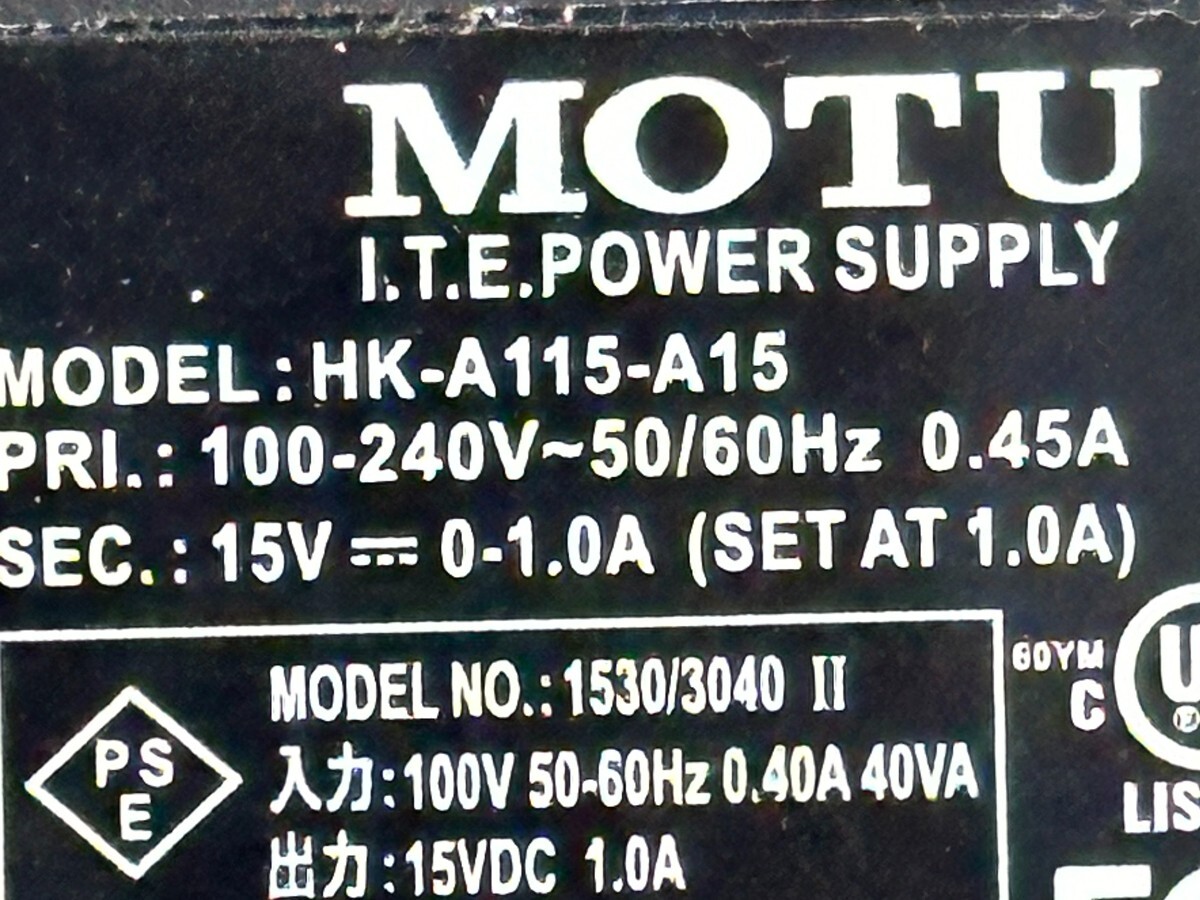 MOTU
I.T.E. POWER SUPPLY
MODEL : HK-A115-A15
PRI. : 100-240V~50/60Hz 0.45A
SEC. : 15V ⎓ 0-1.0A (SET AT 1.0A)
PS
E
MODEL NO. : 1530/3040 II
入力 : 100V 50-60Hz 0.40A 40VA
出力 : 15VDC 1.0A
60YM
C
U
®
LIS